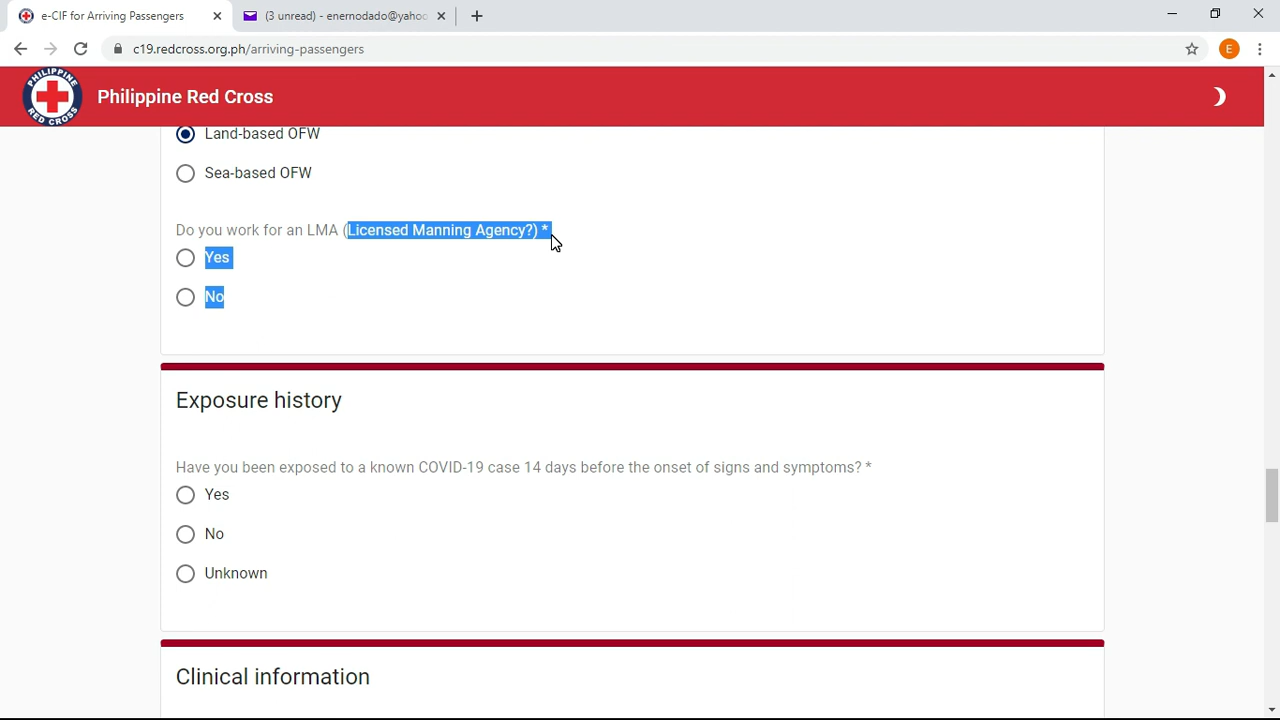 e-CIF for Arriving Passengers
(3 unread) - enernodado@yahoo
c19.redcross.org.ph/arriving-passengers
E
PHILIPPINE RED CROSS
Philippine Red Cross
Land-based OFW
Sea-based OFW
Do you work for an LMA (Licensed Manning Agency?) *
Yes
No
Exposure history
Have you been exposed to a known COVID-19 case 14 days before the onset of signs and symptoms? *
Yes
No
Unknown
Clinical information